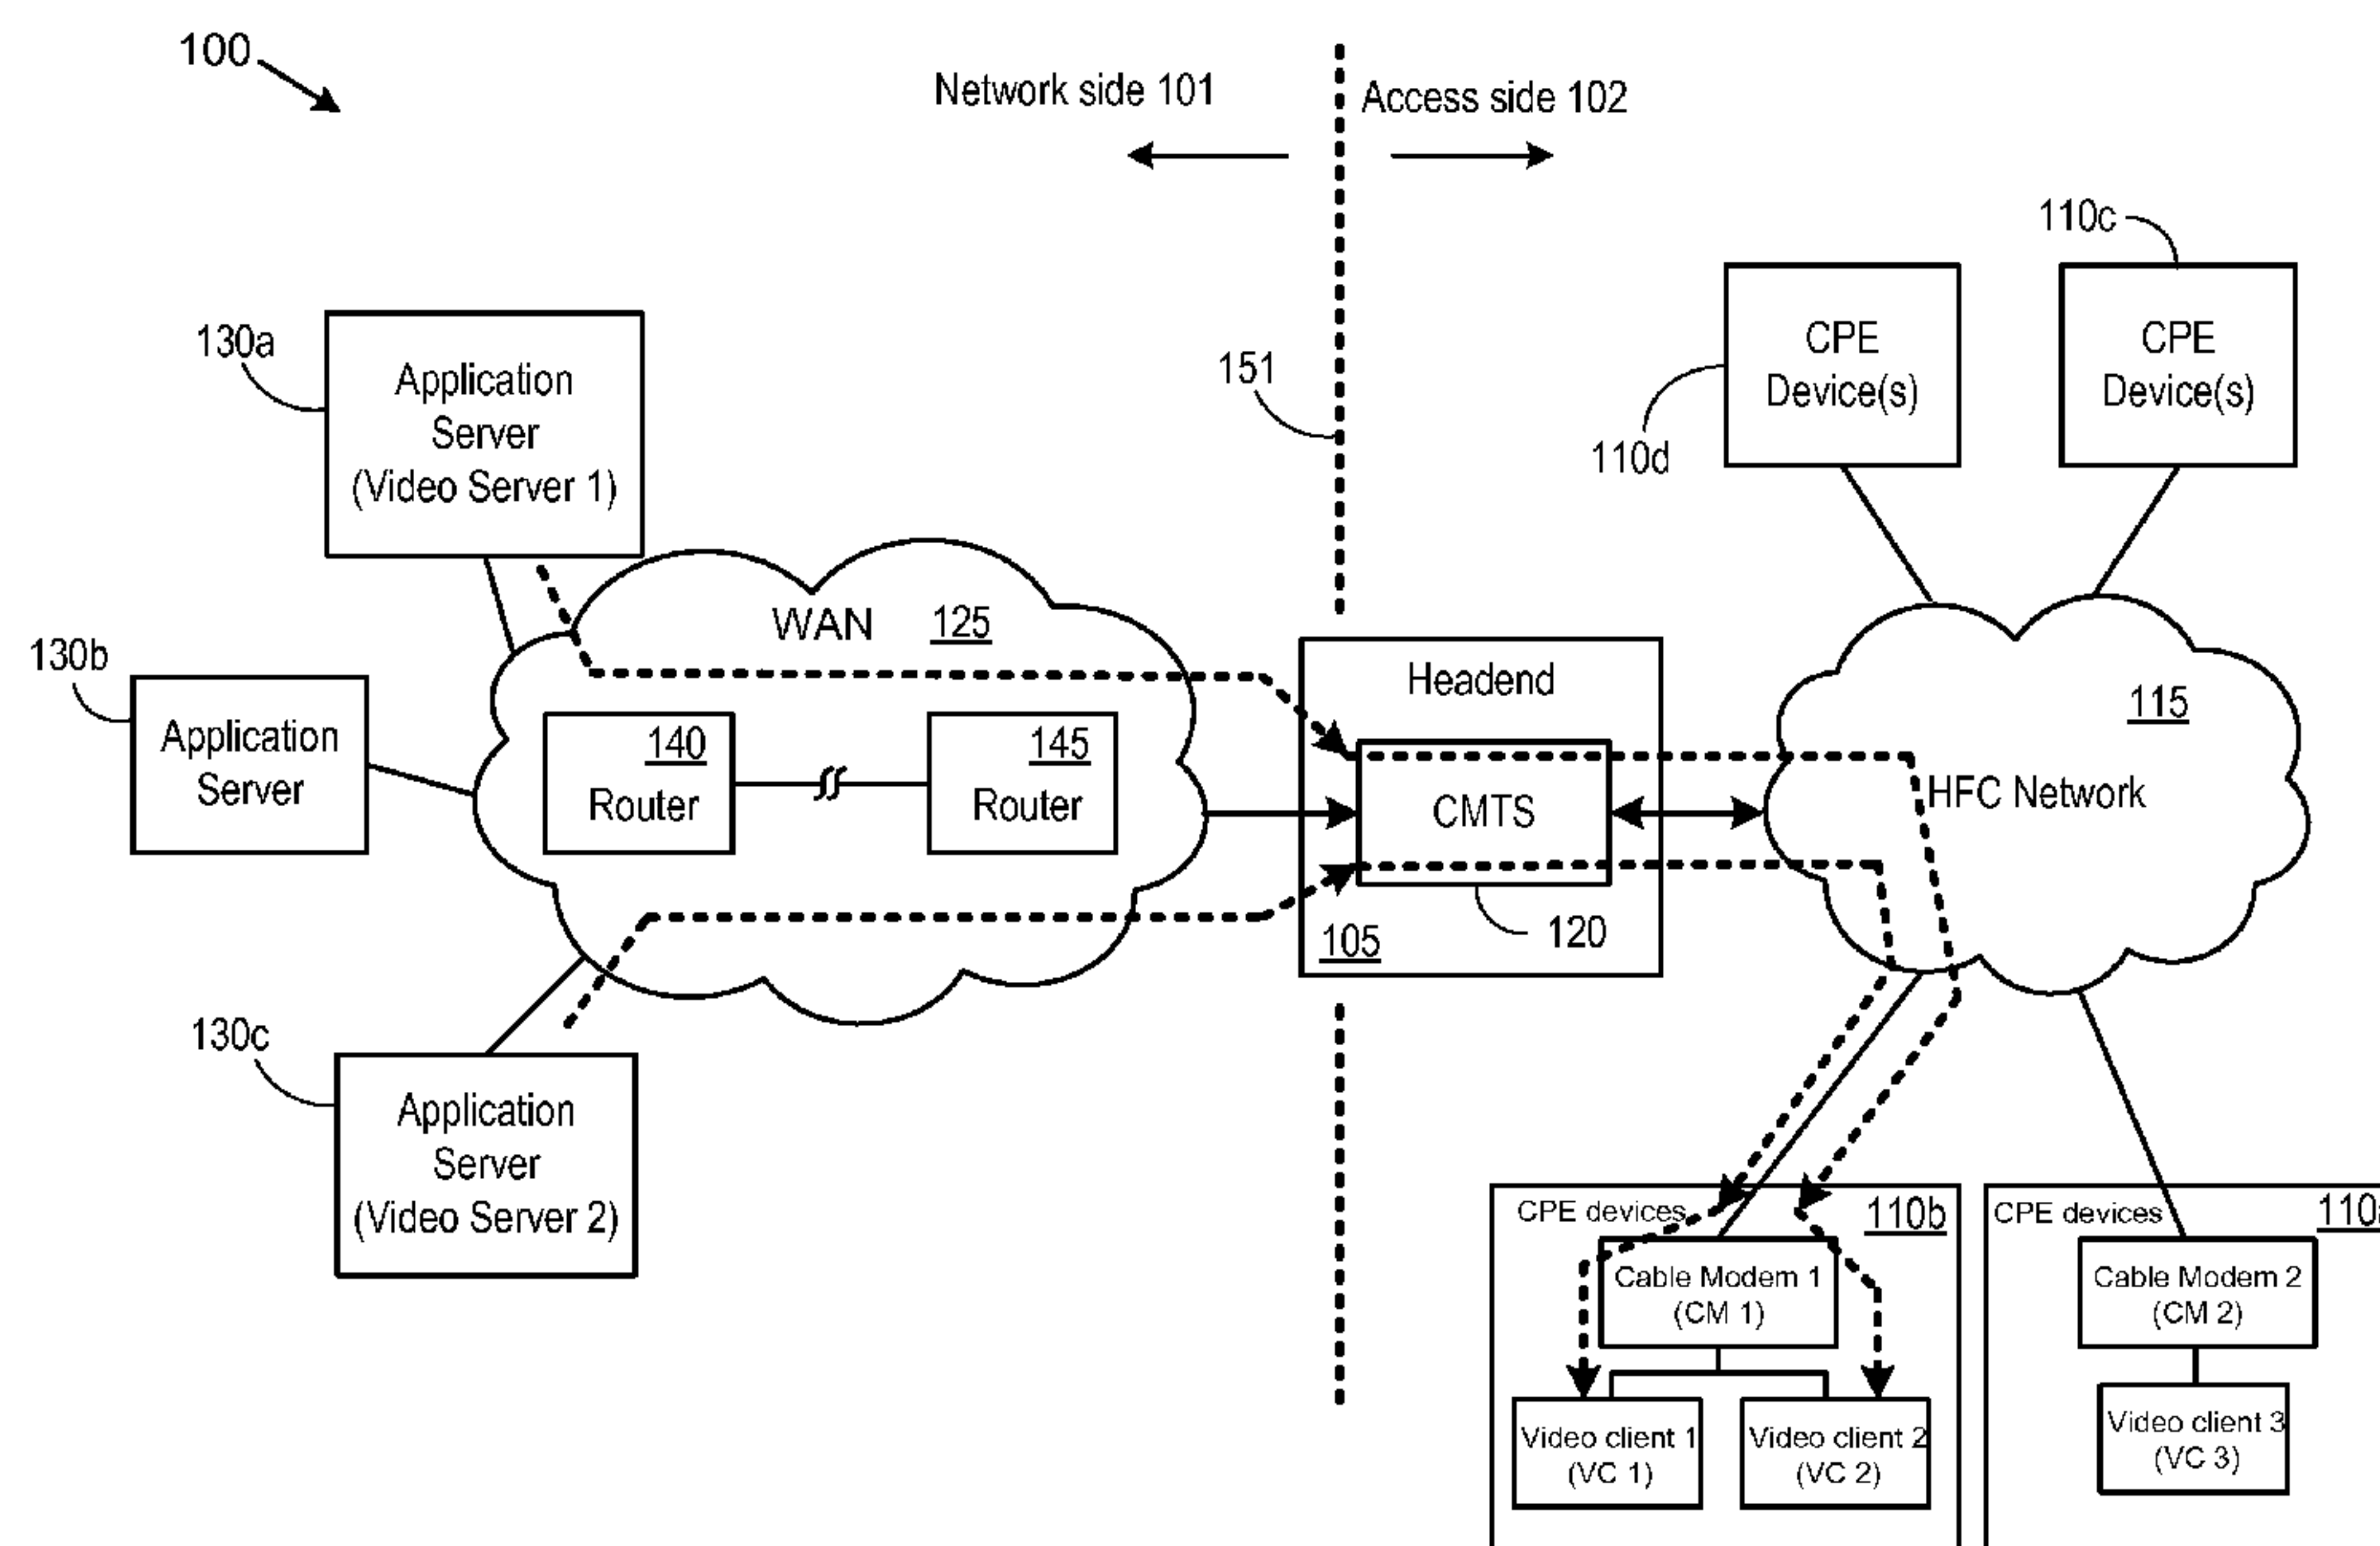 100
Network side 101
Access side 102
110c
CPE
Device(s)
CPE
Device(s)
110d
151
130a
Application
Server
(Video Server 1)
130b
Application
Server
WAN 125
140
Router
145
Router
Headend
CMTS
105
120
115
HFC Network
130c
Application
Server
(Video Server 2)
CPE devices 110b
Cable Modem 1
(CM 1)
Video client 1
(VC 1)
Video client 2
(VC 2)
CPE devices
Cable Modem 2
(CM 2)
Video client 3
(VC 3)